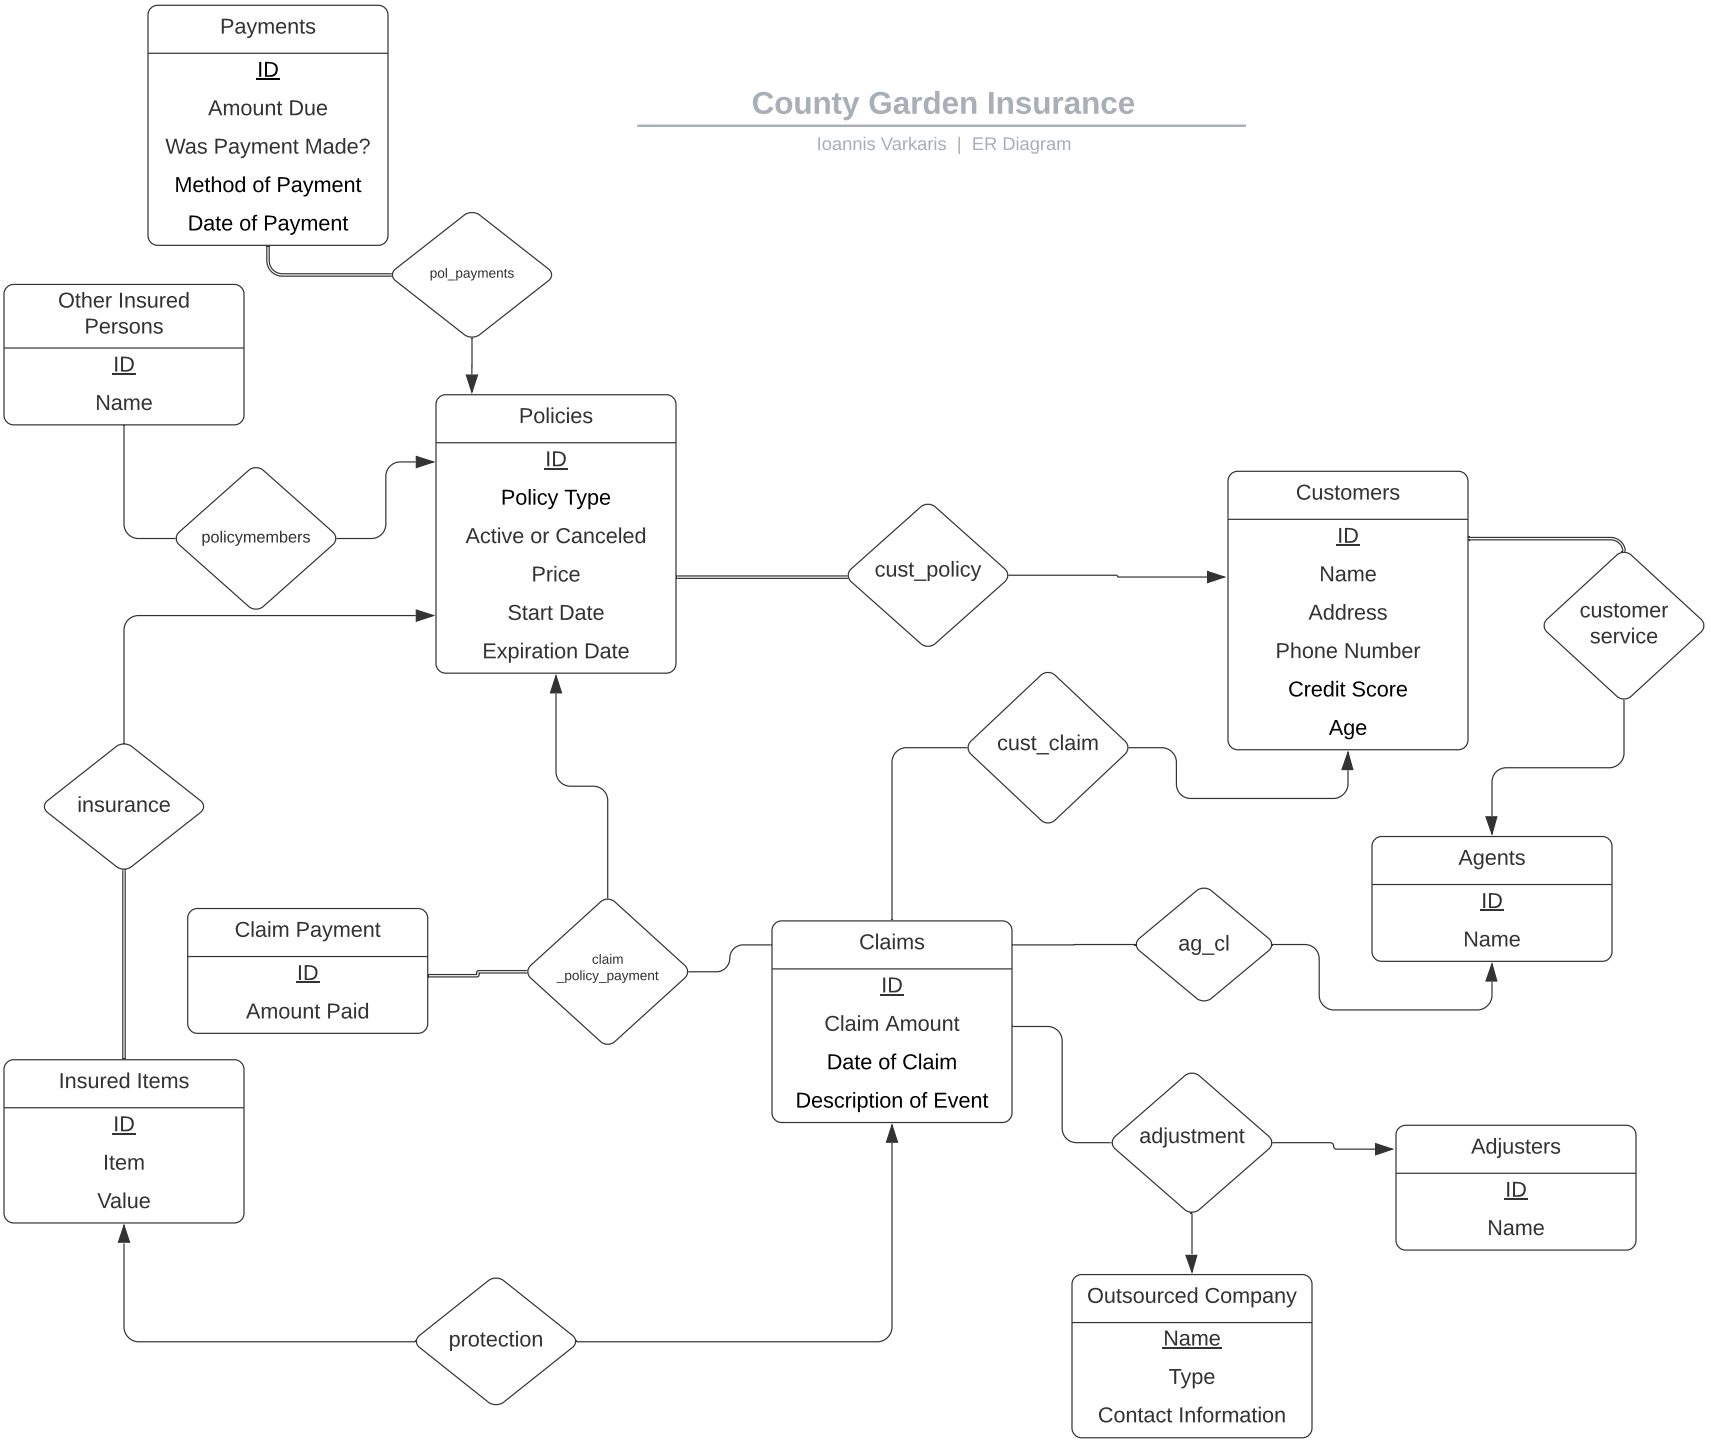 Payments
ID
Amount Due
Was Payment Made?
Method of Payment
Date of Payment
County Garden Insurance
Ioannis Varkaris | ER Diagram
pol_payments
Other Insured
Persons
ID
Name
policymembers
Policies
ID
Policy Type
Active or Canceled
Price
Start Date
Expiration Date
cust_policy
Customers
ID
Name
Address
Phone Number
Credit Score
Age
customer
service
cust_claim
insurance
Agents
ID
Name
Claim Payment
ID
Amount Paid
claim
_policy_payment
Claims
ID
Claim Amount
Date of Claim
Description of Event
ag_cl
Insured Items
ID
Item
Value
adjustment
Adjusters
ID
Name
protection
Outsourced Company
Name
Type
Contact Information